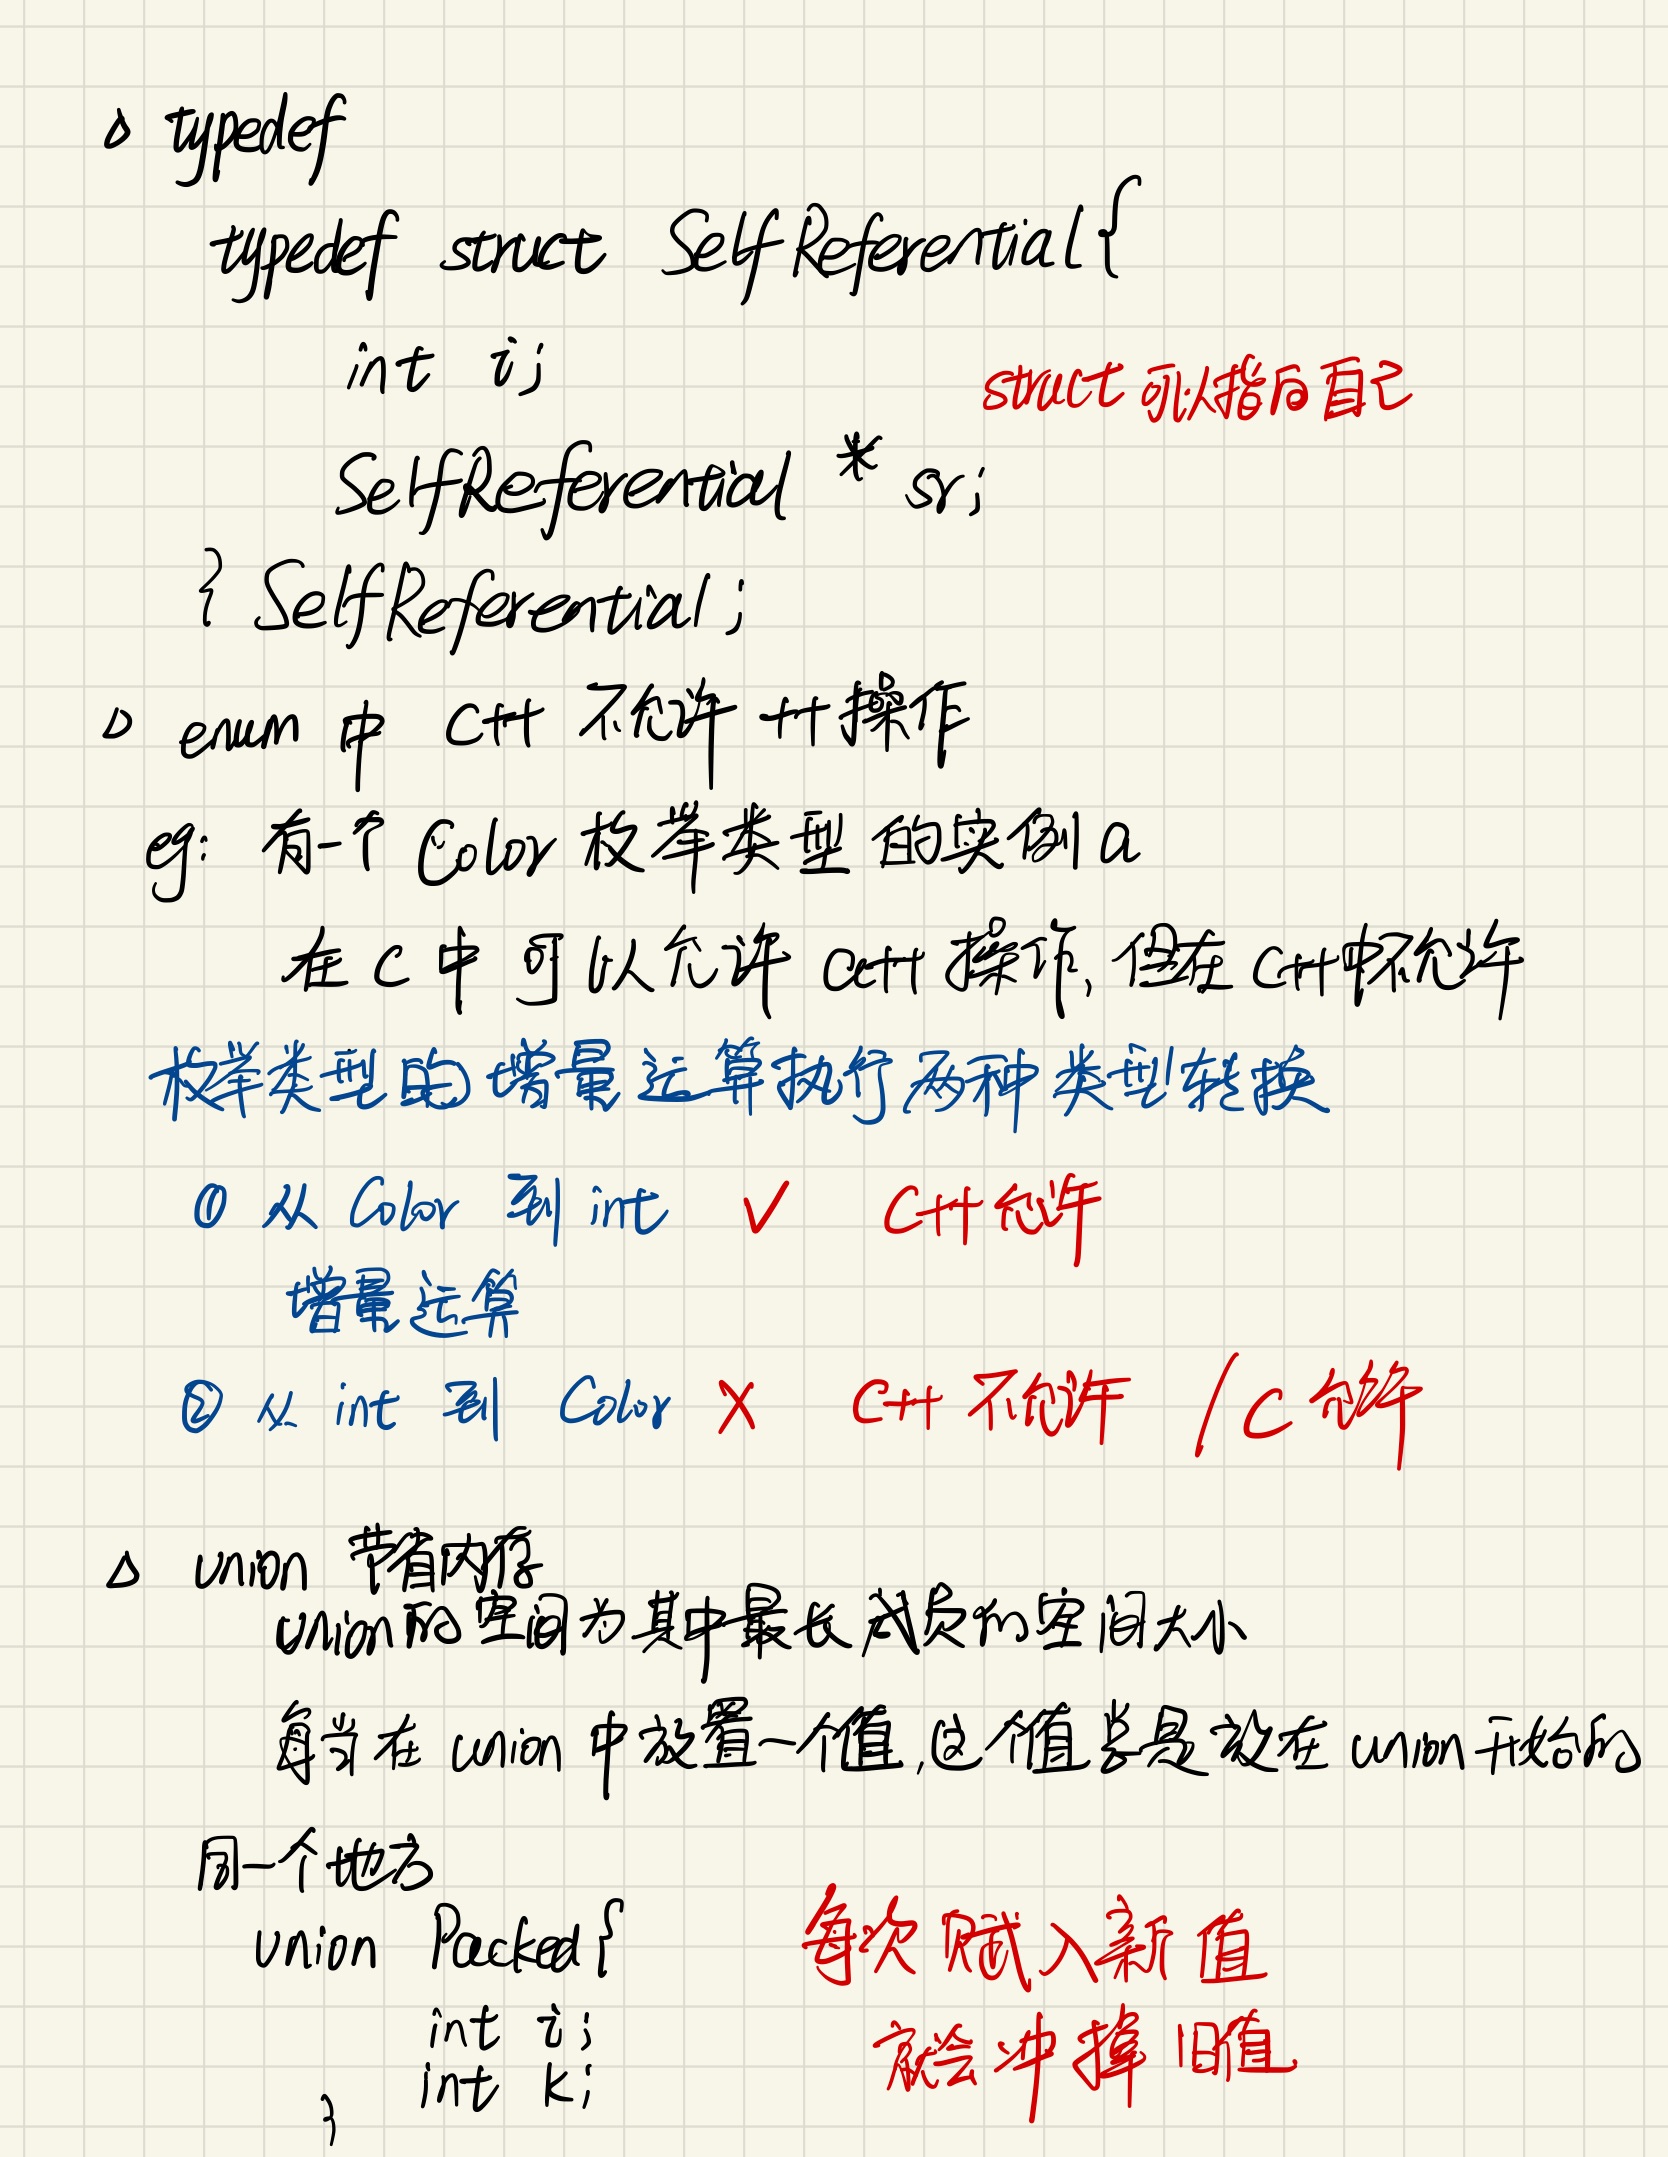 △ typedef
typedef struct SelfReferential{
int i;
struct 可以指向自己
SelfReferential * sr;
} SelfReferential;
△ enum 中 C++ 不允许 ++操作
eg: 有一个 Color 枚举类型 的实例 a
在 C 中 可以允许 a++ 操作, 但在 C++中不允许
枚举类型的增量运算执行两种类型转换
① 从 Color 到 int ✓ C++允许
增量运算
② 从 int 到 Color × C++ 不允许 / C 允许
△ union 节省内存
union的空间为其中最长成员的空间大小
每当在 union 中放置一个值,这个值总是放在 union 开始的
同一个地方
union Packed{
每次赋入新值
int i;
就会冲掉旧值
int k;
}